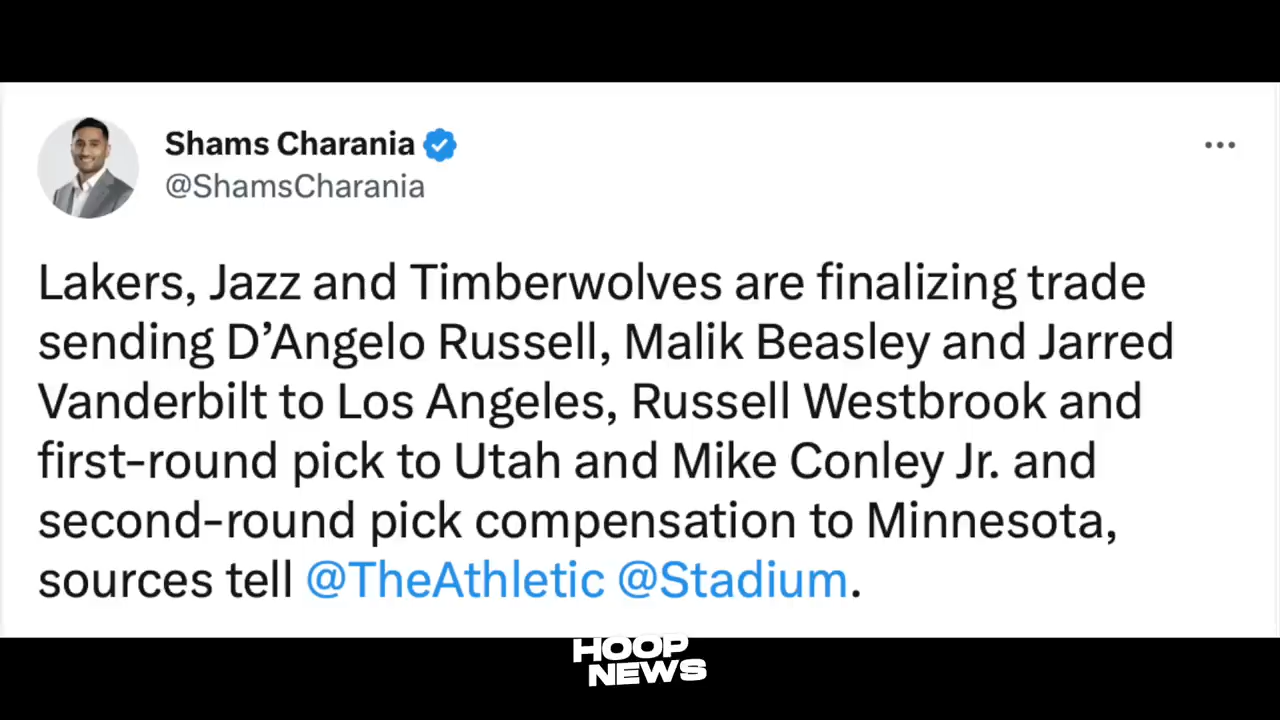 Shams Charania
@ShamsCharania
Lakers, Jazz and Timberwolves are finalizing trade
sending D’Angelo Russell, Malik Beasley and Jarred
Vanderbilt to Los Angeles, Russell Westbrook and
first-round pick to Utah and Mike Conley Jr. and
second-round pick compensation to Minnesota,
sources tell @TheAthletic @Stadium.
HOOP
NEWS